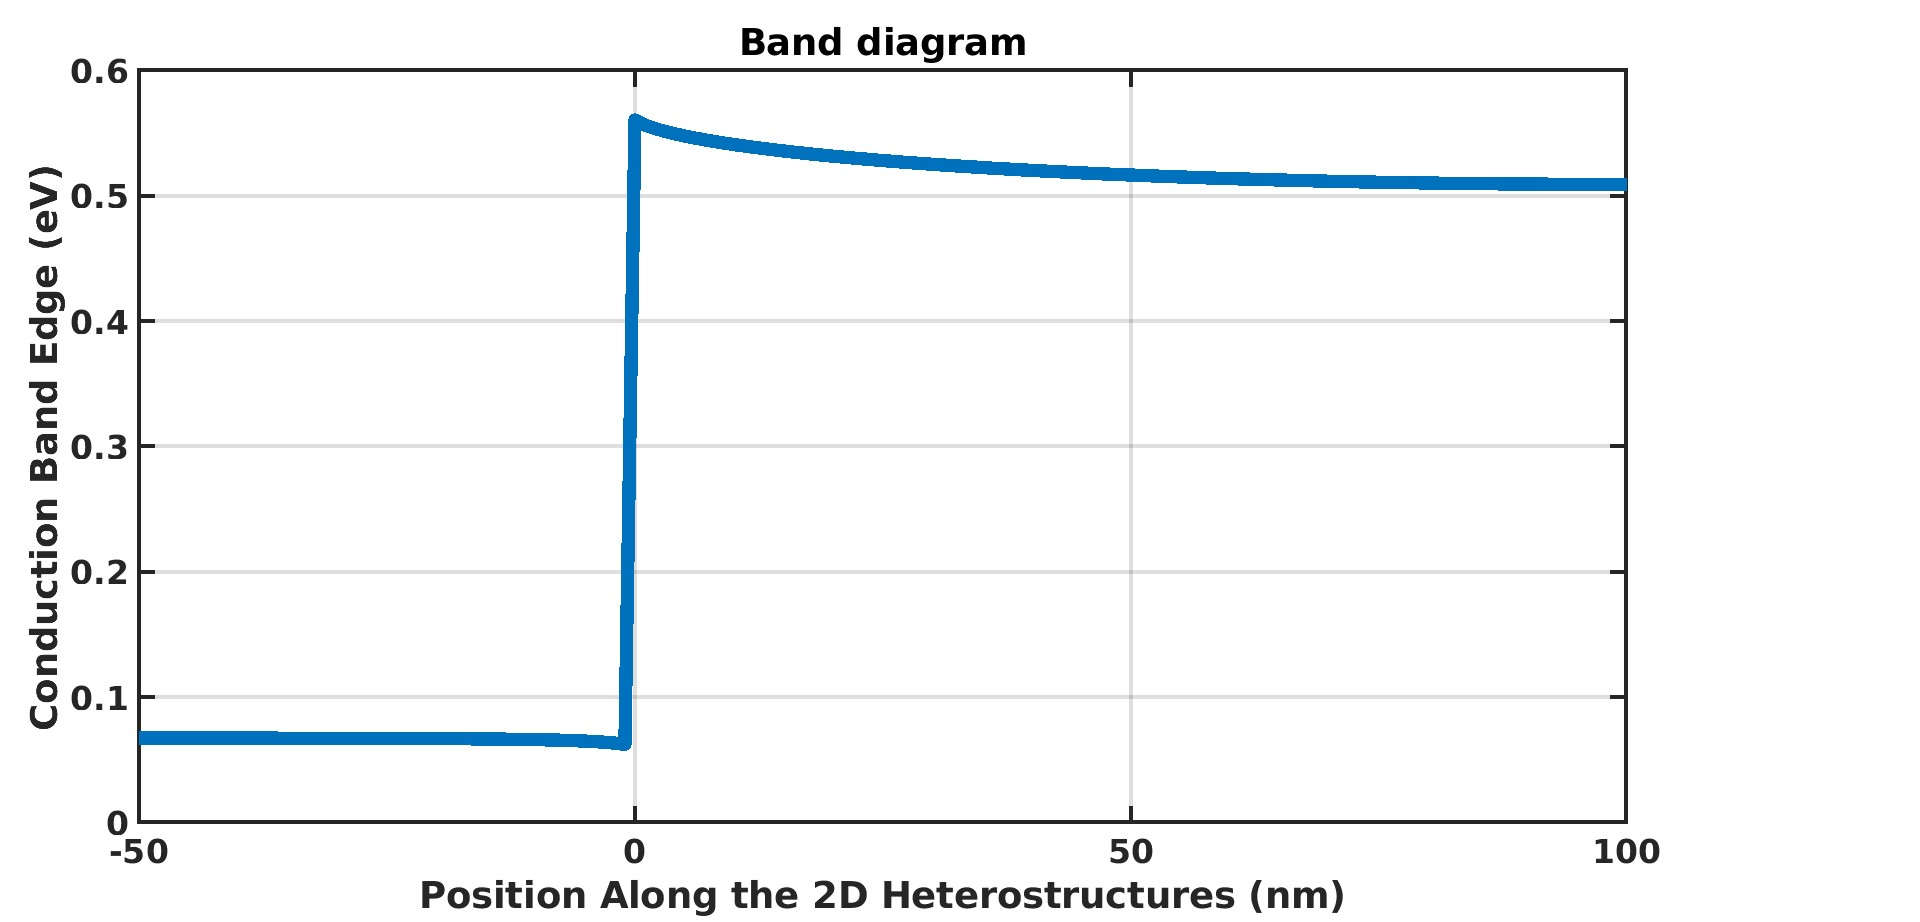 Band diagram
Conduction Band Edge (eV)
0.6
0.5
0.4
0.3
0.2
0.1
0
-50 0 50 100
Position Along the 2D Heterostructures (nm)